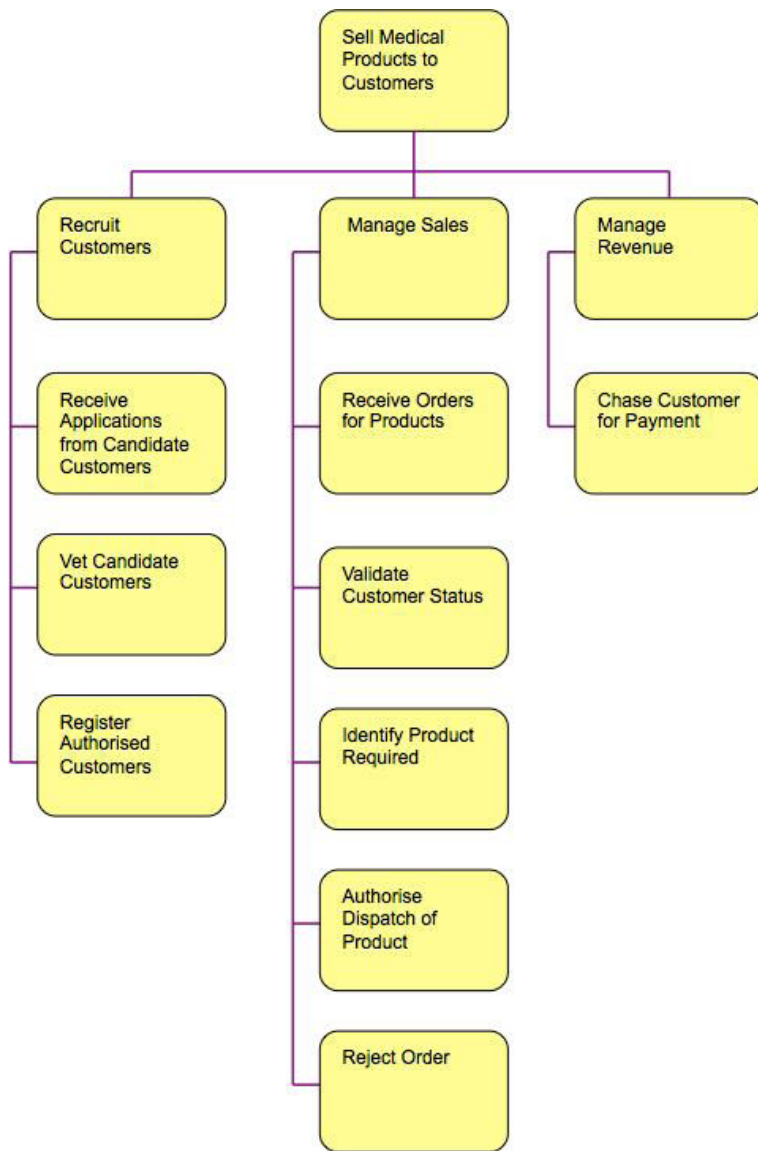 Sell Medical
Products to
Customers
Recruit
Customers
Receive
Applications
from Candidate
Customers
Vet Candidate
Customers
Register
Authorised
Customers
Manage Sales
Receive Orders
for Products
Validate
Customer Status
Identify Product
Required
Authorise
Dispatch of
Product
Reject Order
Manage
Revenue
Chase Customer
for Payment